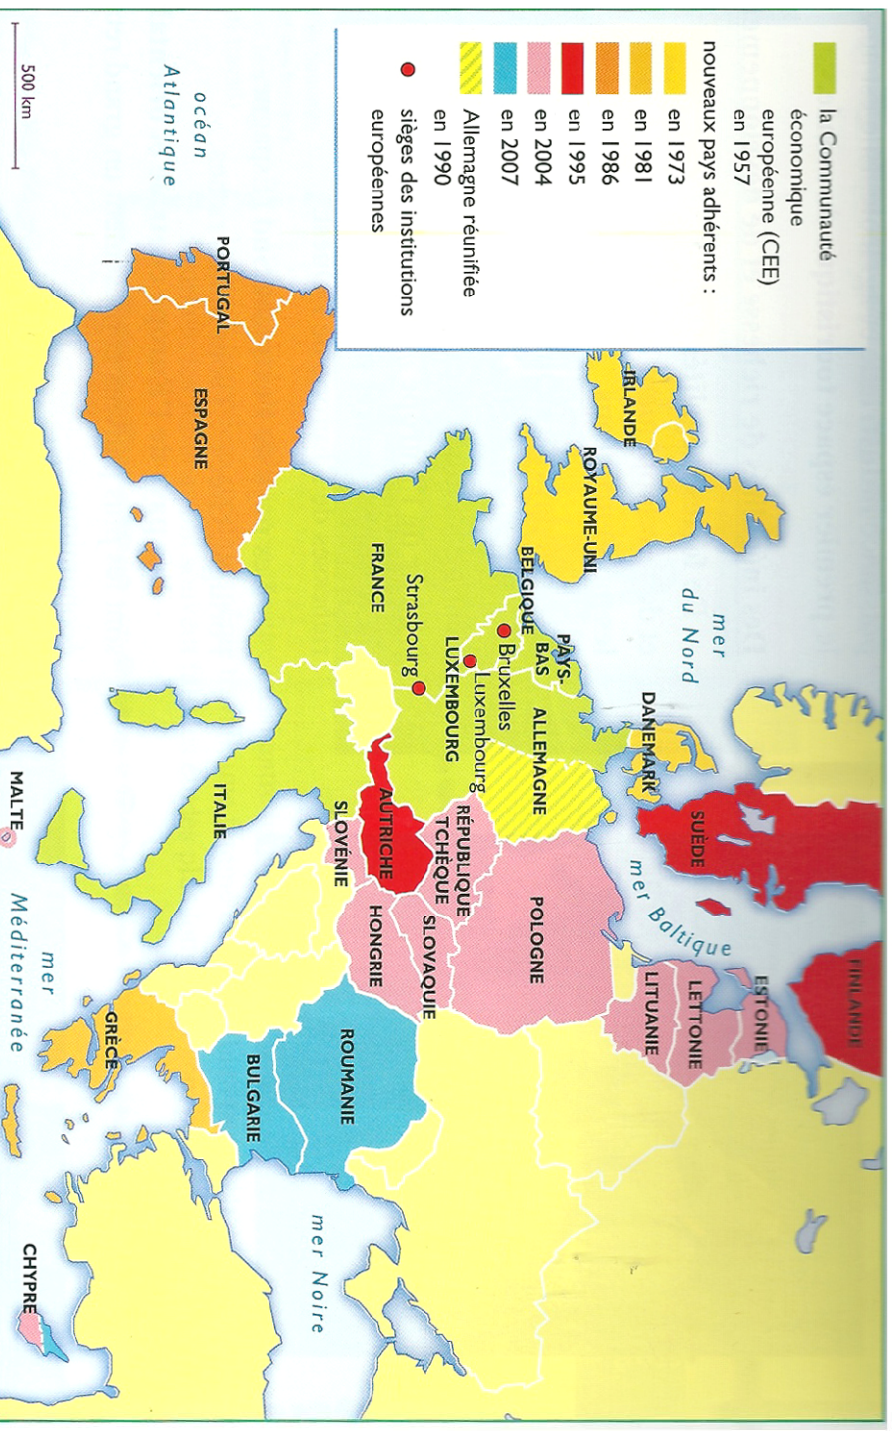 la Communauté
économique
européenne (CEE)
en 1957
nouveaux pays adhérents :
en 1973
en 1981
en 1986
en 1995
en 2004
en 2007
Allemagne réunifiée
en 1990
sièges des institutions
européennes
océan
Atlantique
500 km
IRLANDE
ROYAUME-UNI
mer
du Nord
DANEMARK
SUÈDE
FINLANDE
mer Baltique
ESTONIE
LETTONIE
LITUANIE
PAYS-
BAS
BELGIQUE
Bruxelles
ALLEMAGNE
POLOGNE
Luxembourg
LUXEMBOURG
Strasbourg
RÉPUBLIQUE
TCHÈQUE
SLOVAQUIE
FRANCE
AUTRICHE
HONGRIE
SLOVÉNIE
ROUMANIE
mer Noire
PORTUGAL
ESPAGNE
ITALIE
BULGARIE
GRÈCE
MALTE
mer
Méditerranée
CHYPRE